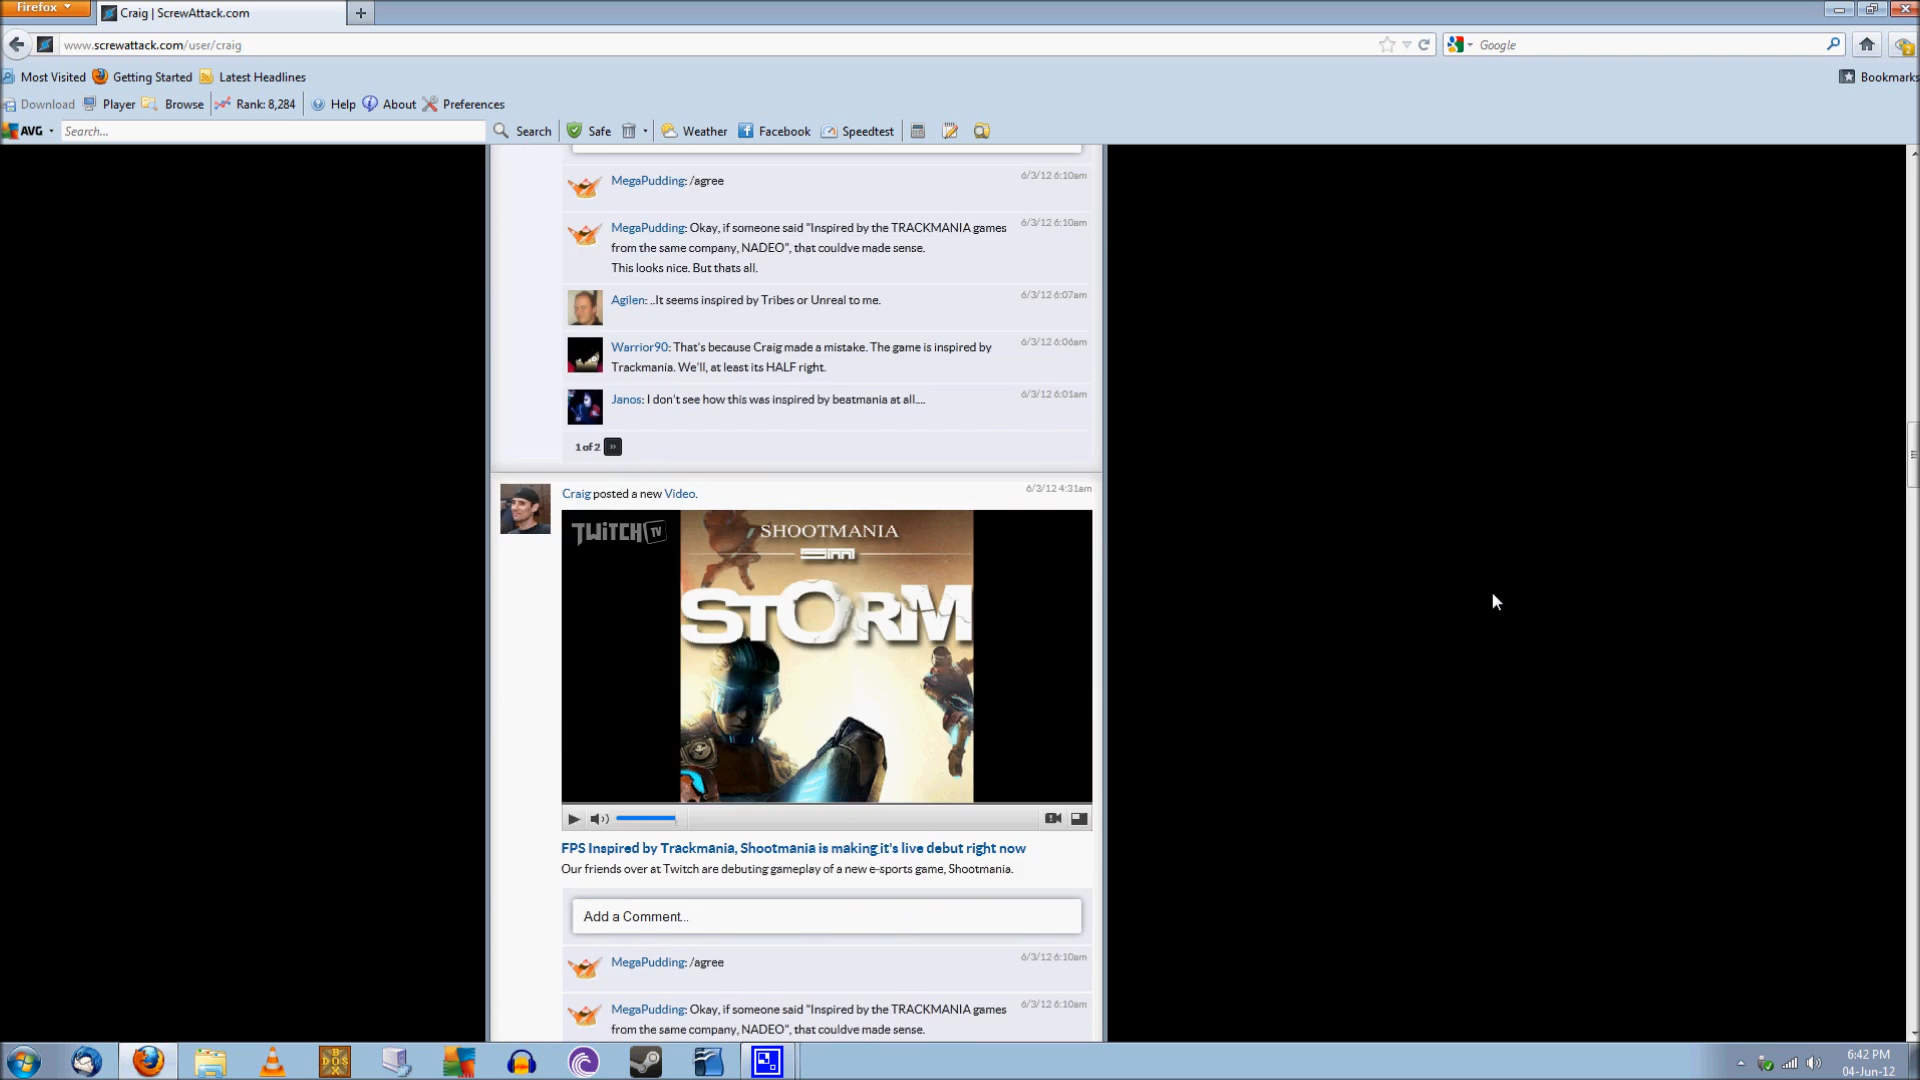 Firefox
Craig | ScrewAttack.com
www.screwattack.com/user/craig
Google
Most Visited
Getting Started
Latest Headlines
Bookmarks
Download
Player
Browse
Rank: 8,284
Help
About
Preferences
AVG
Search...
Search
Safe
Weather
Facebook
Speedtest
MegaPudding: /agree
6/3/12 6:10am
MegaPudding: Okay, if someone said "Inspired by the TRACKMANIA games
6/3/12 6:10am
from the same company, NADEO", that couldve made sense.
This looks nice. But thats all.
Agilen: ..It seems inspired by Tribes or Unreal to me.
6/3/12 6:07am
Warrior90: That's because Craig made a mistake. The game is inspired by
6/3/12 6:06am
Trackmania. We'll, at least its HALF right.
Janos: I don't see how this was inspired by beatmania at all....
6/3/12 6:01am
1 of 2 »
Craig posted a new Video.
6/3/12 4:31am
TWITCH TV
SHOOTMANIA
SM
STORM
FPS Inspired by Trackmania, Shootmania is making it's live debut right now
Our friends over at Twitch are debuting gameplay of a new e-sports game, Shootmania.
Add a Comment...
MegaPudding: /agree
6/3/12 6:10am
MegaPudding: Okay, if someone said "Inspired by the TRACKMANIA games
6/3/12 6:10am
from the same company, NADEO", that couldve made sense.
DOS
6:42 PM
04-Jun-12